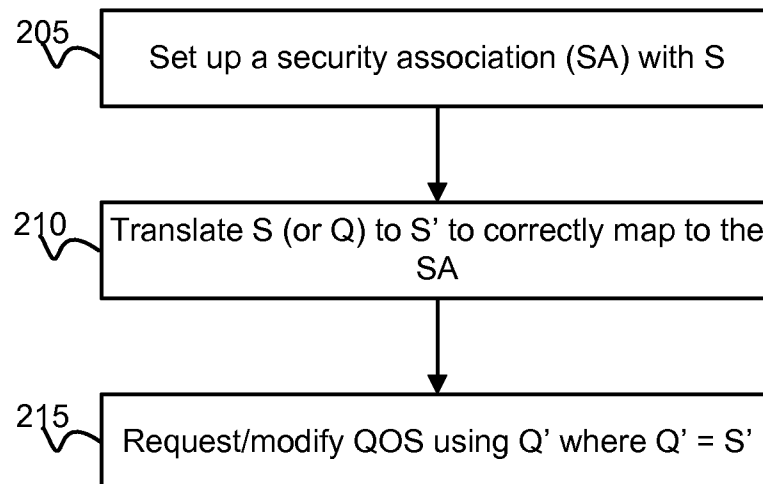 205
Set up a security association (SA) with S
210
Translate S (or Q) to S’ to correctly map to the
SA
215
Request/modify QOS using Q’ where Q’ = S’